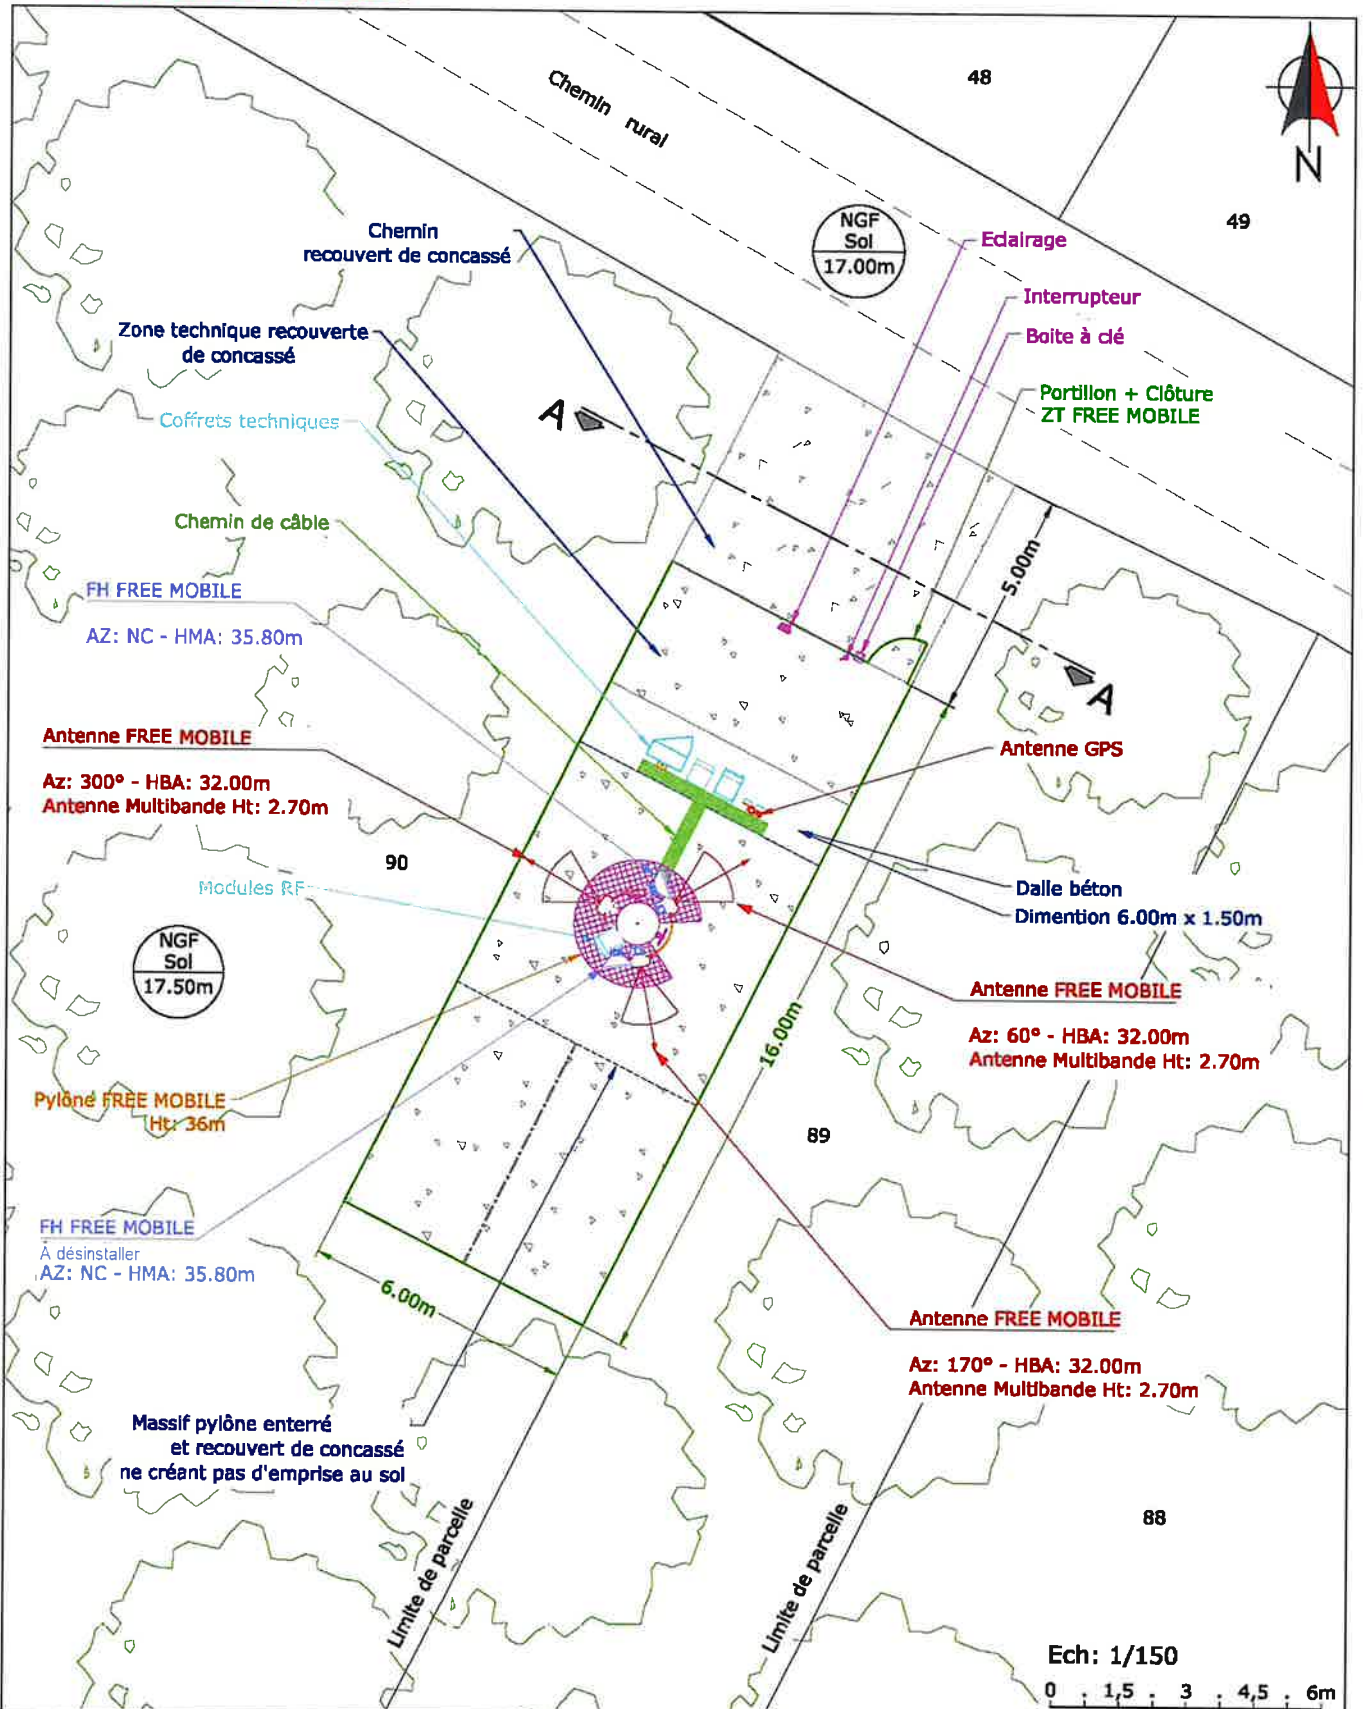 48
Chemin rural
N
49
NGF
Sol
17.00m
Chemin
recouvert de concassé
Eclairage
Interrupteur
Boite à clé
Zone technique recouverte
de concassé
Portillon + Clôture
ZT FREE MOBILE
A
Coffrets techniques
Chemin de câble
5.00m
FH FREE MOBILE
AZ: NC - HMA: 35.80m
A
Antenne FREE MOBILE
Az: 300° - HBA: 32.00m
Antenne Multibande Ht: 2.70m
Antenne GPS
90
Modules RF
Dalle béton
Dimention 6.00m x 1.50m
NGF
Sol
17.50m
Antenne FREE MOBILE
Az: 60° - HBA: 32.00m
Antenne Multibande Ht: 2.70m
16.00m
Pylône FREE MOBILE
Ht: 36m
89
FH FREE MOBILE
A désinstaller
AZ: NC - HMA: 35.80m
6.00m
Antenne FREE MOBILE
Az: 170° - HBA: 32.00m
Antenne Multibande Ht: 2.70m
Massif pylône enterré
et recouvert de concassé
ne créant pas d'emprise au sol
Limite de parcelle
Limite de parcelle
88
Ech: 1/150
0 1,5 3 4,5 6m